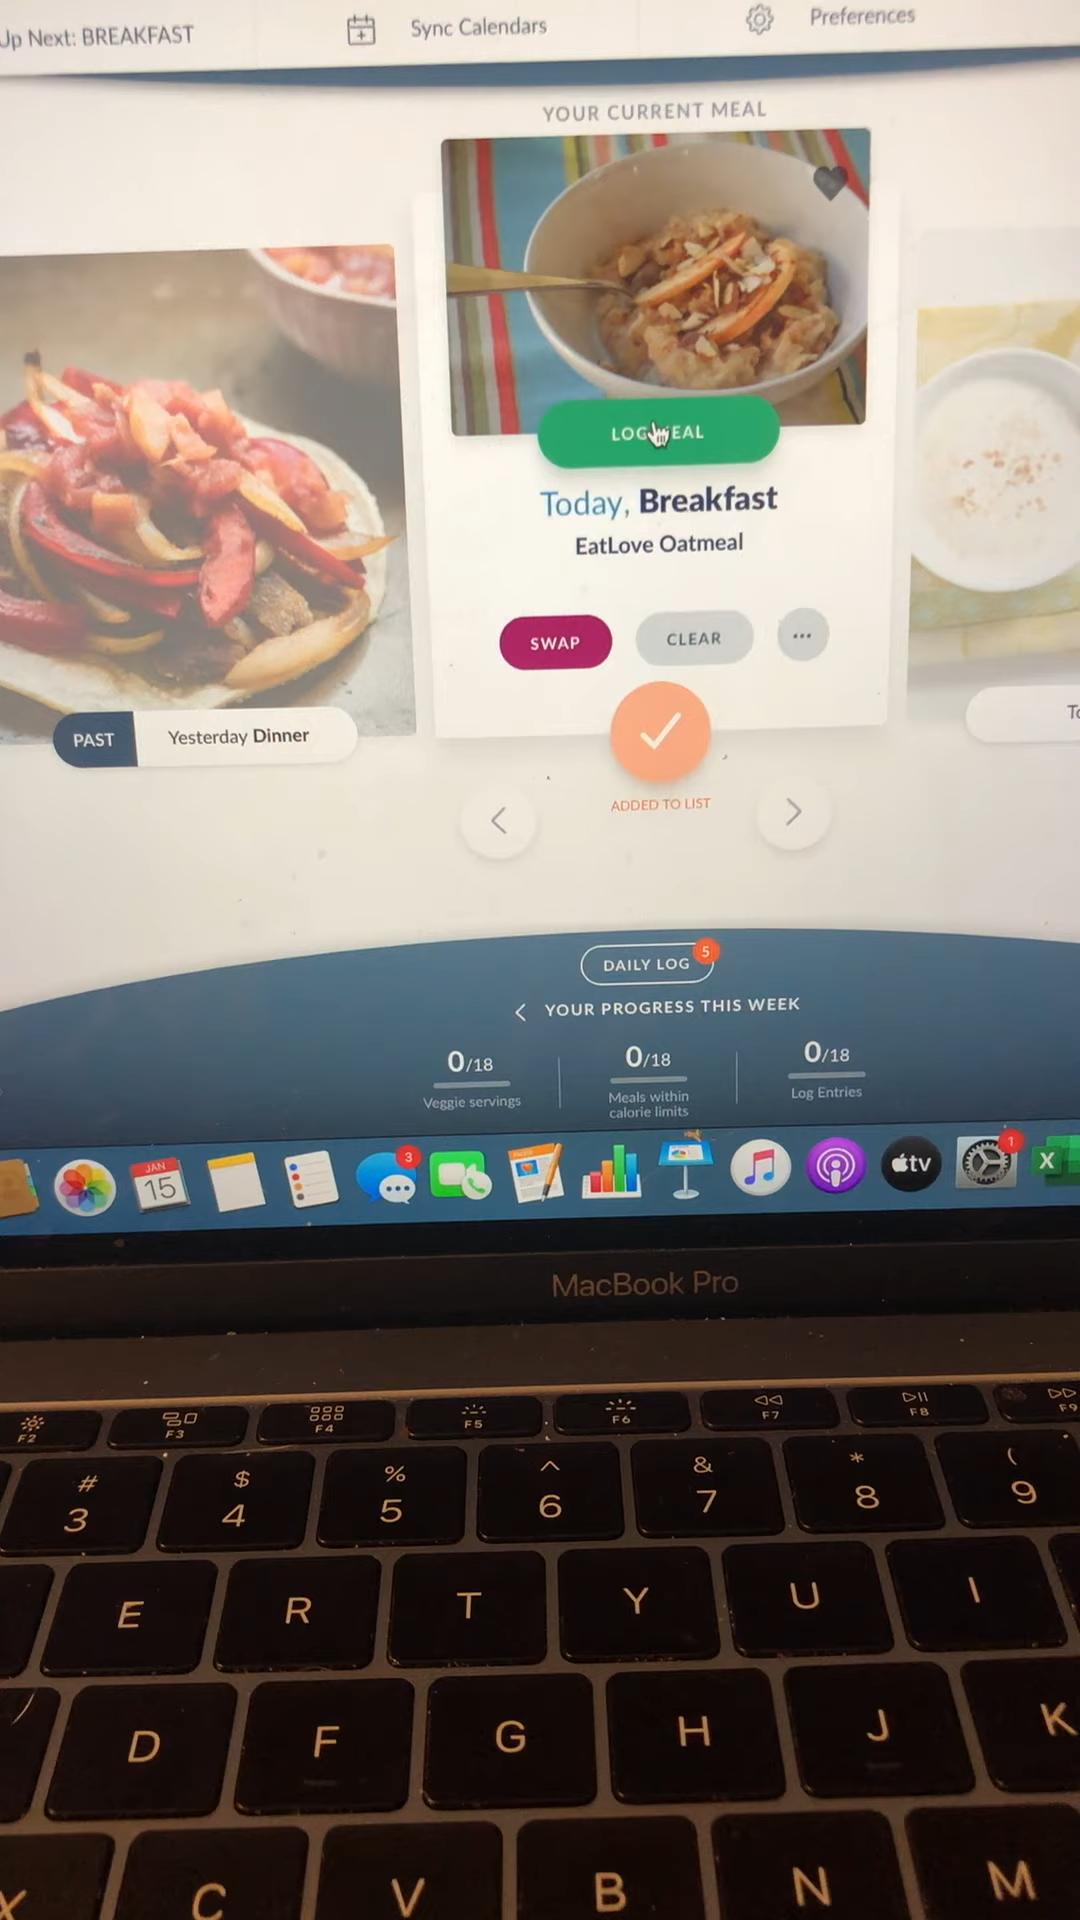 Up Next: BREAKFAST
Sync Calendars
Preferences
YOUR CURRENT MEAL
LOG MEAL
Today, Breakfast
EatLove Oatmeal
SWAP
CLEAR
...
PAST
Yesterday Dinner
ADDED TO LIST
DAILY LOG
5
YOUR PROGRESS THIS WEEK
0/18
Veggie servings
0/18
Meals within
calorie limits
0/18
Log Entries
JAN
15
3
tv
1
X
MacBook Pro
F2
F3
F4
F5
F6
F7
F8
F9
# $ % ^ & * (
3 4 5 6 7 8 9
E R T Y U I
D F G H J K
X C V B N M